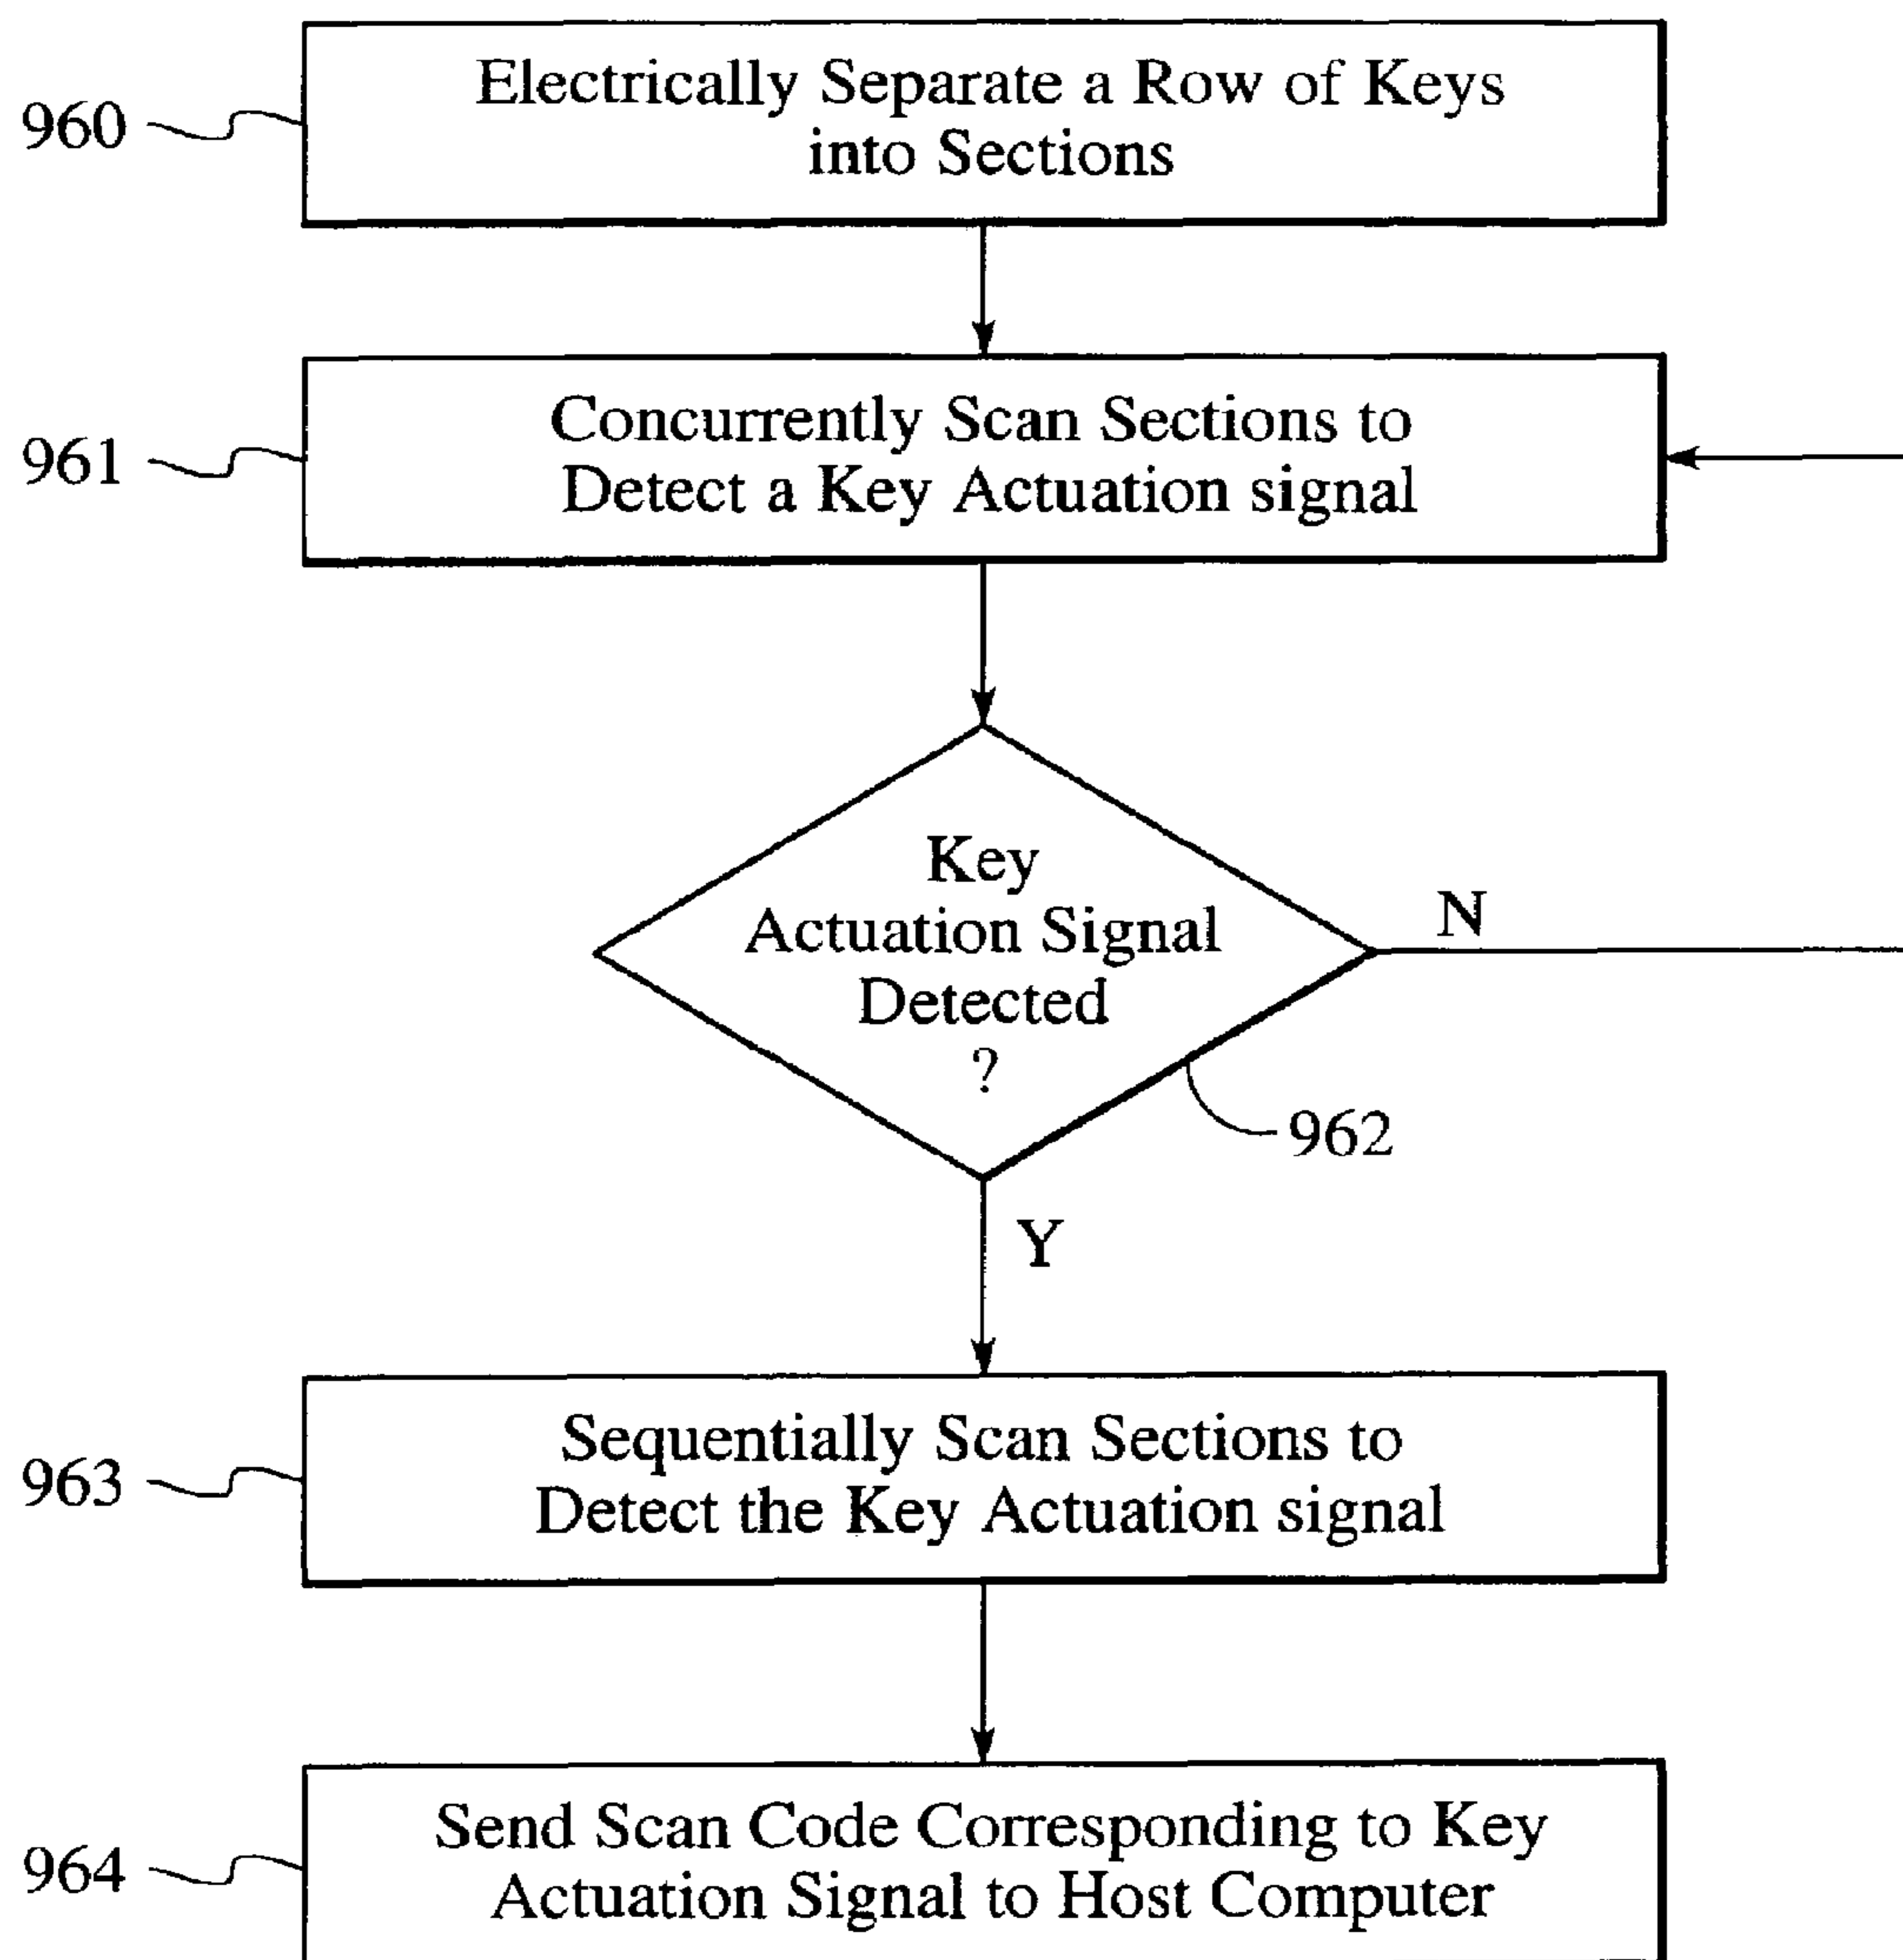 Electrically Separate a Row of Keys
into Sections
960
Concurrently Scan Sections to
Detect a Key Actuation signal
961
Key
Actuation Signal
Detected
?
N
962
Y
Sequentially Scan Sections to
Detect the Key Actuation signal
963
Send Scan Code Corresponding to Key
Actuation Signal to Host Computer
964